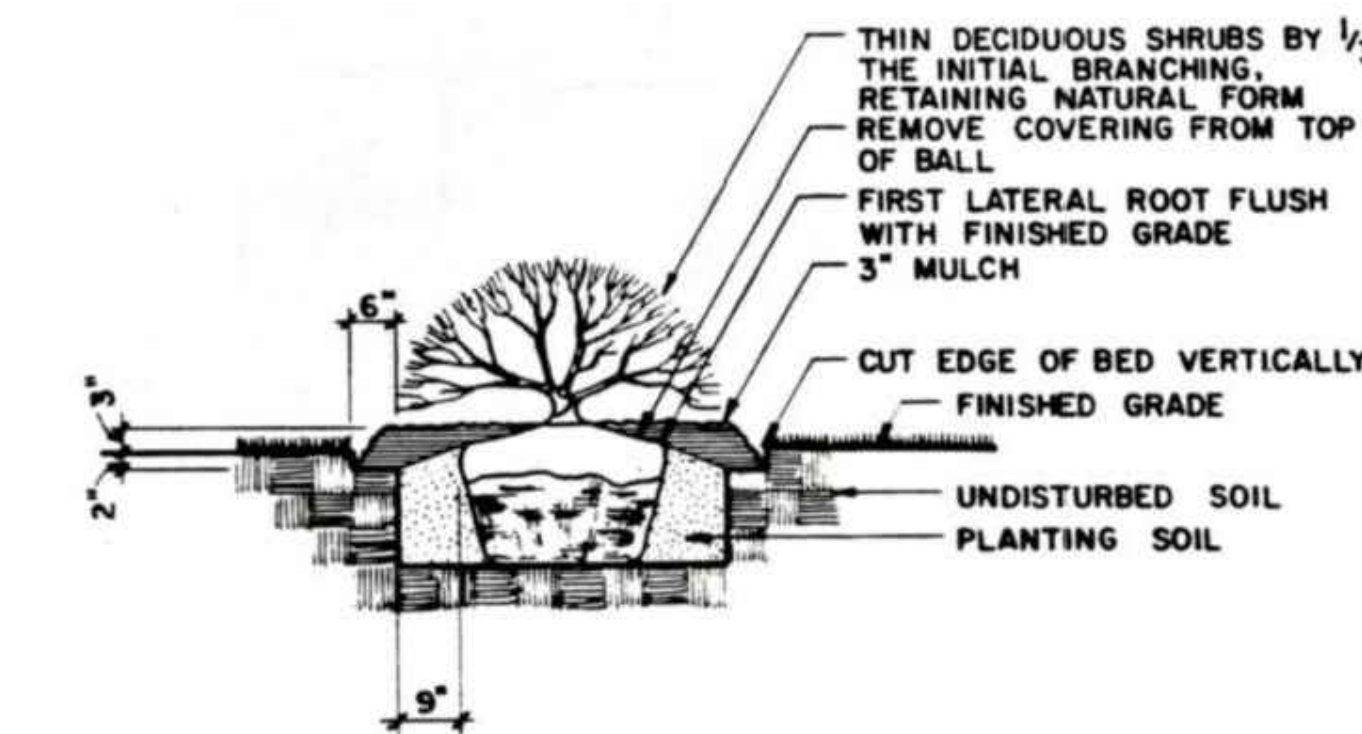 THIN DECIDUOUS SHRUBS BY
THE INITIAL BRANCHING,
RETAINING NATURAL FORM
REMOVE COVERING FROM TOP
OF BALL
FIRST LATERAL ROOT FLUSH
WITH FINISHED GRADE
3" MULCH
6"
CUT EDGE OF BED VERTICALLY
3"
FINISHED GRADE
2"
UNDISTURBED SOIL
PLANTING SOIL
9"